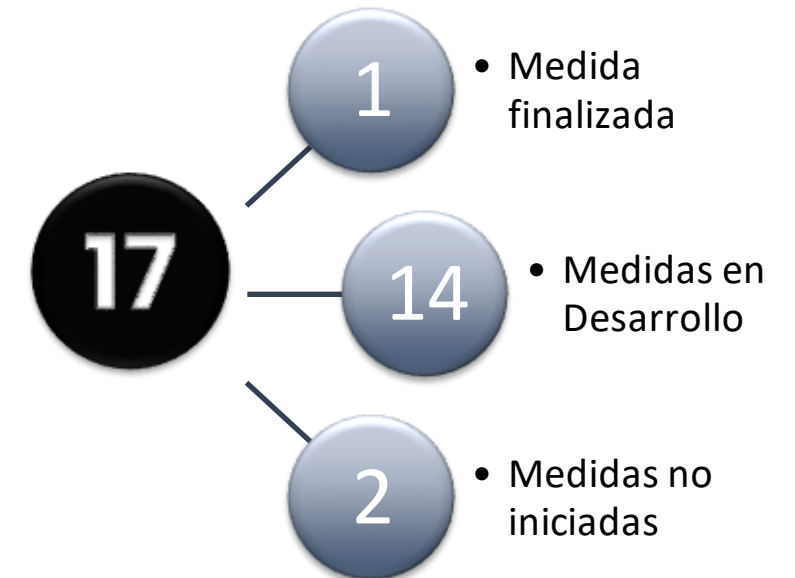 1
• Medida
finalizada
17
14
• Medidas en
Desarrollo
2
• Medidas no
iniciadas